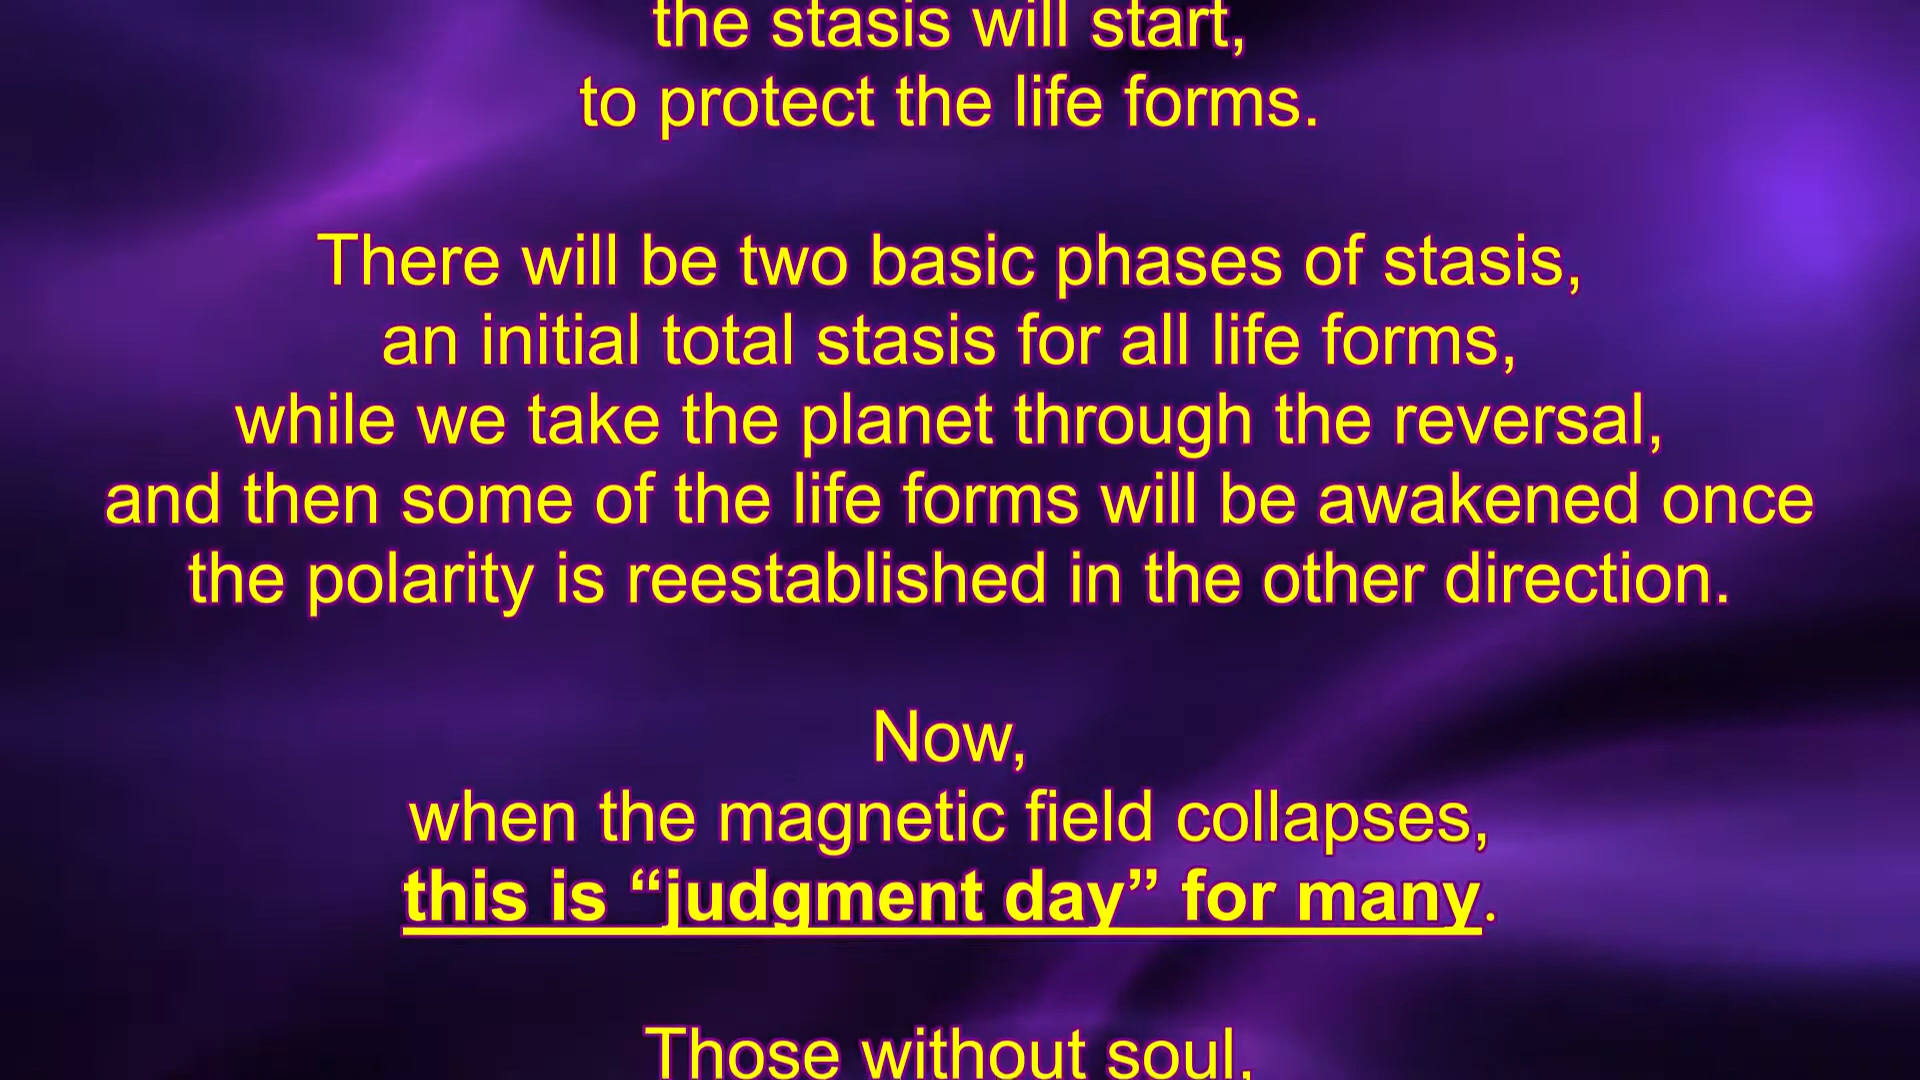 the stasis will start,
to protect the life forms.
There will be two basic phases of stasis,
an initial total stasis for all life forms,
while we take the planet through the reversal,
and then some of the life forms will be awakened once
the polarity is reestablished in the other direction.
Now,
when the magnetic field collapses,
this is “judgment day” for many.
Those without soul,